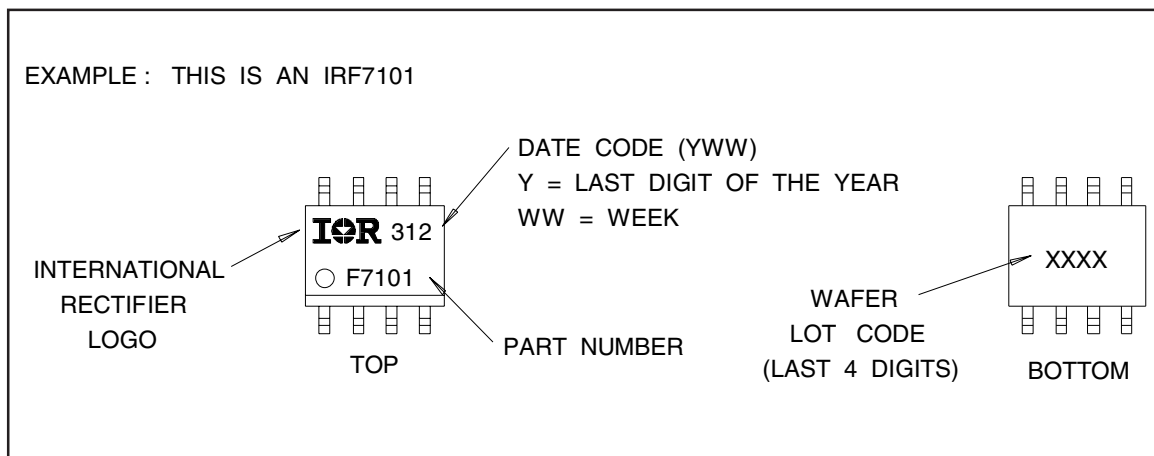 EXAMPLE : THIS IS AN IRF7101
DATE CODE (YWW)
Y = LAST DIGIT OF THE YEAR
WW = WEEK
IOR 312
F7101
INTERNATIONAL
RECTIFIER
LOGO
PART NUMBER
TOP
XXXX
WAFER
LOT CODE
(LAST 4 DIGITS)
BOTTOM